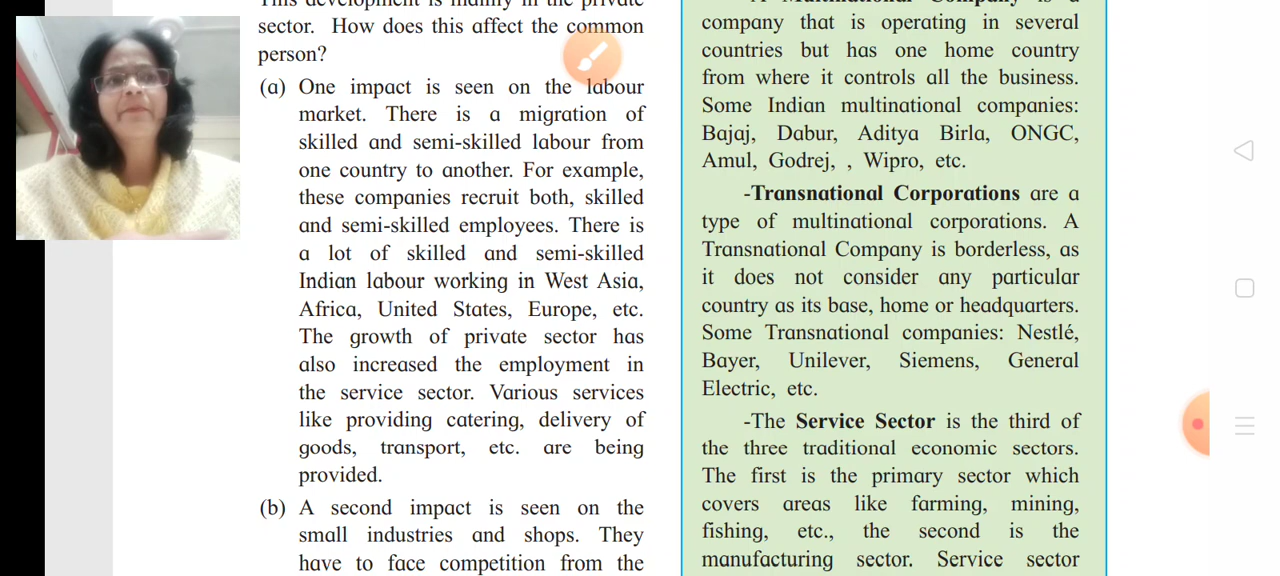 This development is mainly in the private
sector. How does this affect the common
person?
(a) One impact is seen on the labour
market. There is a migration of
skilled and semi-skilled labour from
one country to another. For example,
these companies recruit both, skilled
and semi-skilled employees. There is
a lot of skilled and semi-skilled
Indian labour working in West Asia,
Africa, United States, Europe, etc.
The growth of private sector has
also increased the employment in
the service sector. Various services
like providing catering, delivery of
goods, transport, etc. are being
provided.
(b) A second impact is seen on the
small industries and shops. They
have to face competition from the
-A Multinational Company is a
company that is operating in several
countries but has one home country
from where it controls all the business.
Some Indian multinational companies:
Bajaj, Dabur, Aditya Birla, ONGC,
Amul, Godrej, , Wipro, etc.
-Transnational Corporations are a
type of multinational corporations. A
Transnational Company is borderless, as
it does not consider any particular
country as its base, home or headquarters.
Some Transnational companies: Nestlé,
Bayer, Unilever, Siemens, General
Electric, etc.
-The Service Sector is the third of
the three traditional economic sectors.
The first is the primary sector which
covers areas like farming, mining,
fishing, etc., the second is the
manufacturing sector. Service sector